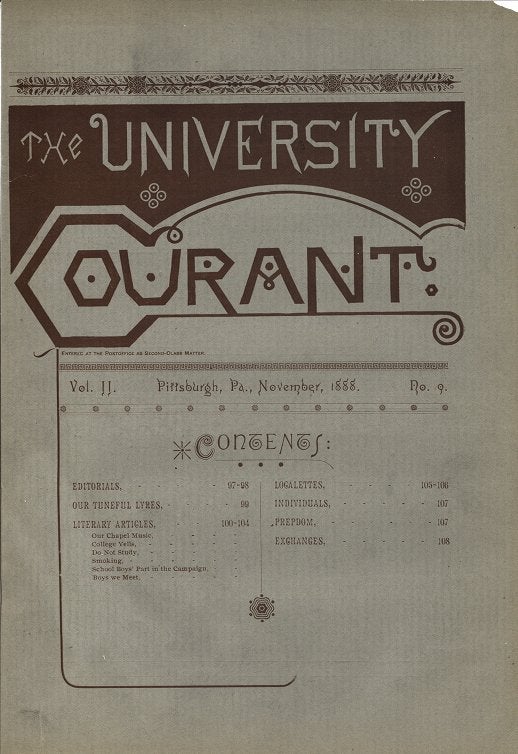 THE UNIVERSITY
COURANT:
ENTERED AT THE POSTOFFICE AS SECOND-CLASS MATTER.
Vol. II. Pittsburgh, Pa., November, 1888. No. 9.
CONTENTS:
EDITORIALS, - - - - 97-98
OUR TUNEFUL LYRES, - - - 99
LITERARY ARTICLES, - - - 100-104
Our Chapel Music,
College Yells,
Do Not Study,
Smoking,
School Boys' Part in the Campaign,
Boys we Meet,
LOCALETTES, - - - - 105-106
INDIVIDUALS, - - - - 107
PREPDOM, - - - - 107
EXCHANGES, - - - - 108